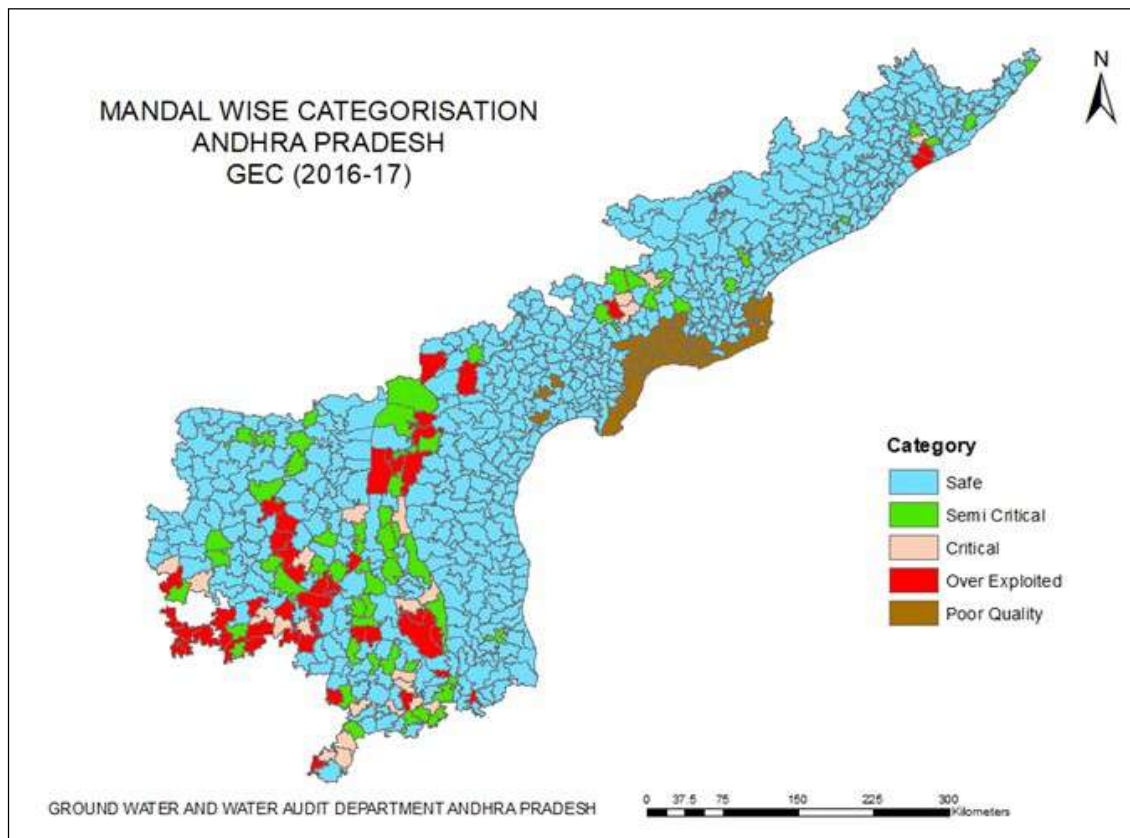 MANDAL WISE CATEGORISATION
ANDHRA PRADESH
GEC (2016-17)
N
Category
Safe
Semi Critical
Critical
Over Exploited
Poor Quality
GROUND WATER AND WATER AUDIT DEPARTMENT ANDHRA PRADESH
0 37.5 75 150 225 300
Kilometers